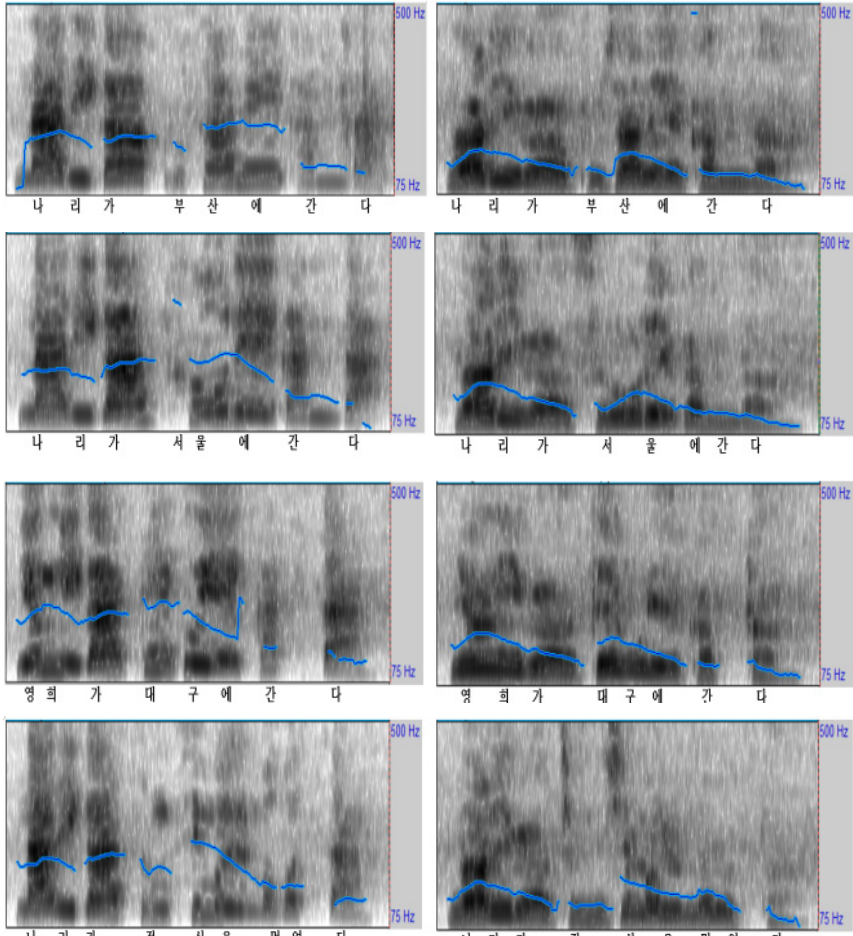 500 Hz 500 Hz
75 Hz 75 Hz
나 리 가 부 산 에 간 다 나 리 가 부 산 에 간 다
500 Hz 500 Hz
75 Hz 75 Hz
나 리 가 서 울 에 간 다 나 리 가 서 울 에 간 다
500 Hz 500 Hz
75 Hz 75 Hz
영 희 가 대 구 에 간 다 영 희 가 대 구 에 간 다
500 Hz 500 Hz
75 Hz 75 Hz